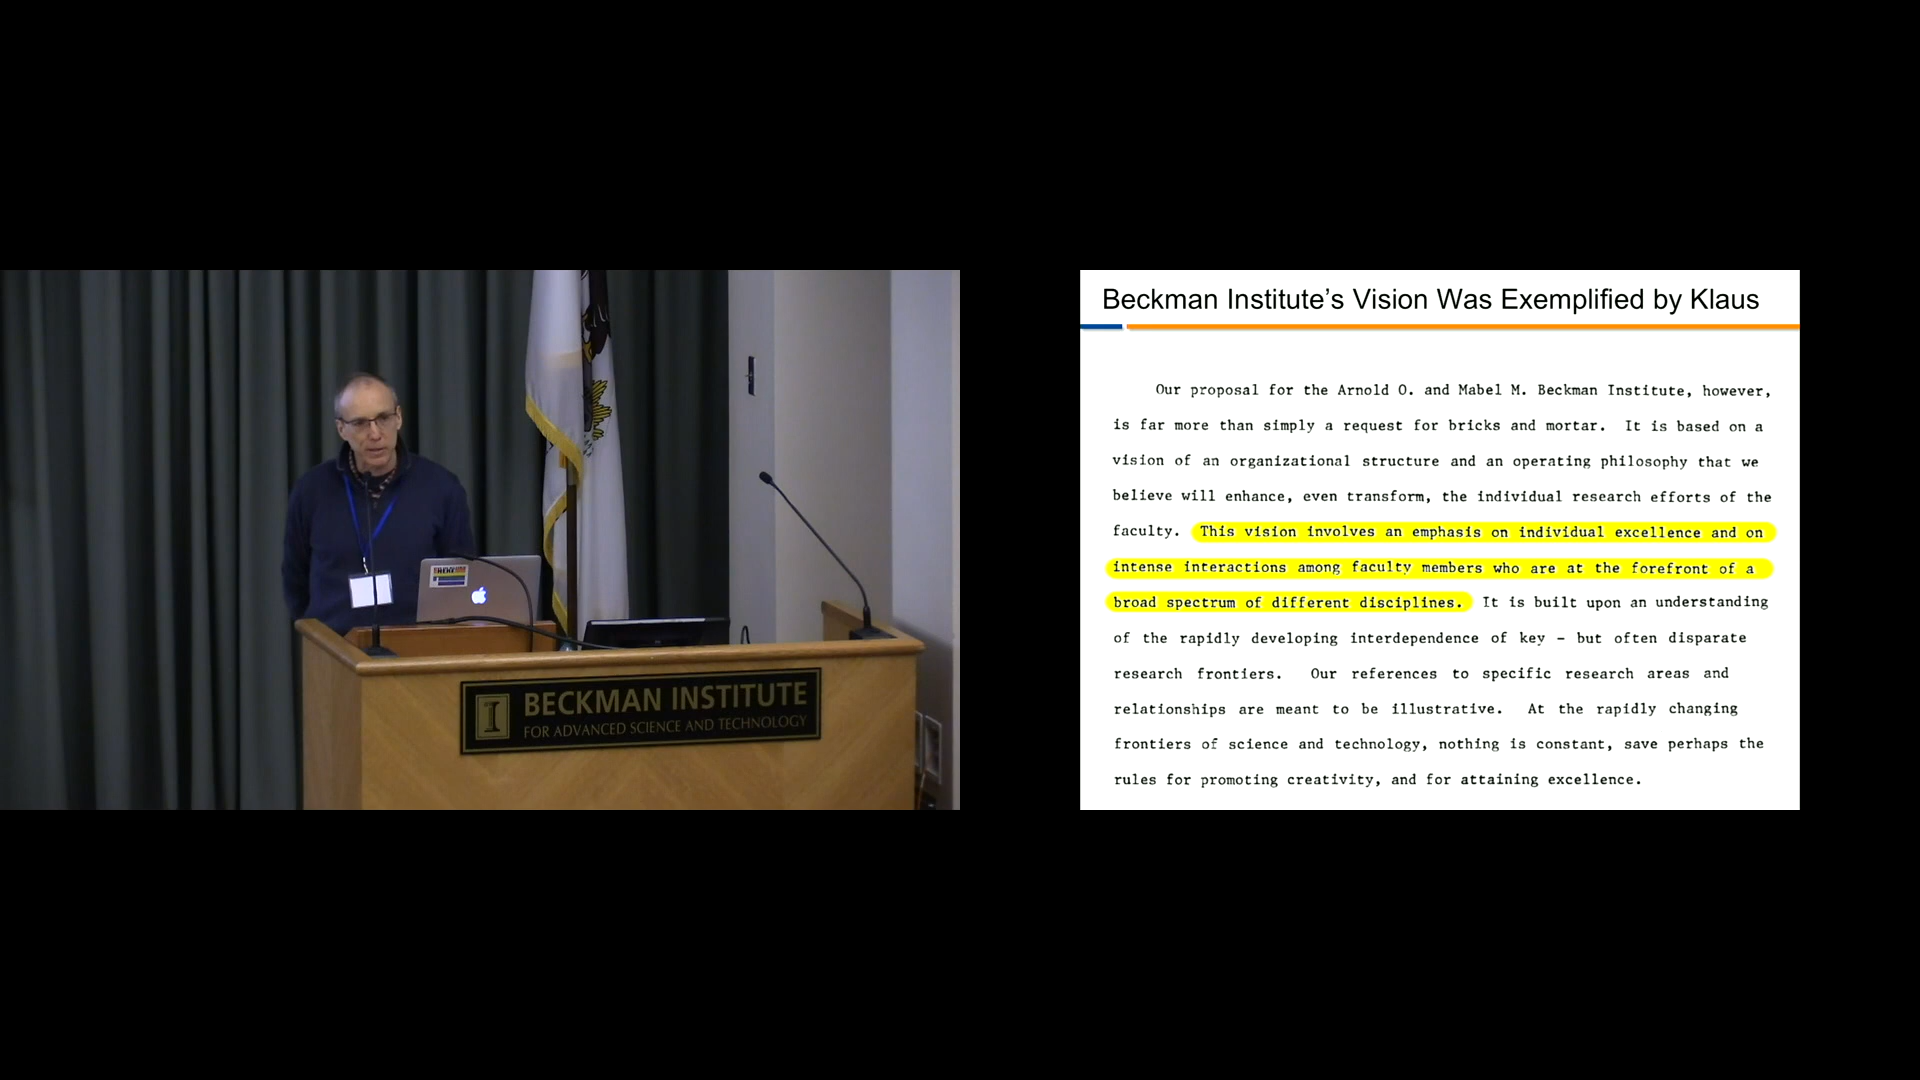 BECKMAN INSTITUTE
FOR ADVANCED SCIENCE AND TECHNOLOGY
Beckman Institute’s Vision Was Exemplified by Klaus
Our proposal for the Arnold O. and Mabel M. Beckman Institute, however,
is far more than simply a request for bricks and mortar. It is based on a
vision of an organizational structure and an operating philosophy that we
believe will enhance, even transform, the individual research efforts of the
faculty. This vision involves an emphasis on individual excellence and on
intense interactions among faculty members who are at the forefront of a
broad spectrum of different disciplines. It is built upon an understanding
of the rapidly developing interdependence of key – but often disparate
research frontiers. Our references to specific research areas and
relationships are meant to be illustrative. At the rapidly changing
frontiers of science and technology, nothing is constant, save perhaps the
rules for promoting creativity, and for attaining excellence.